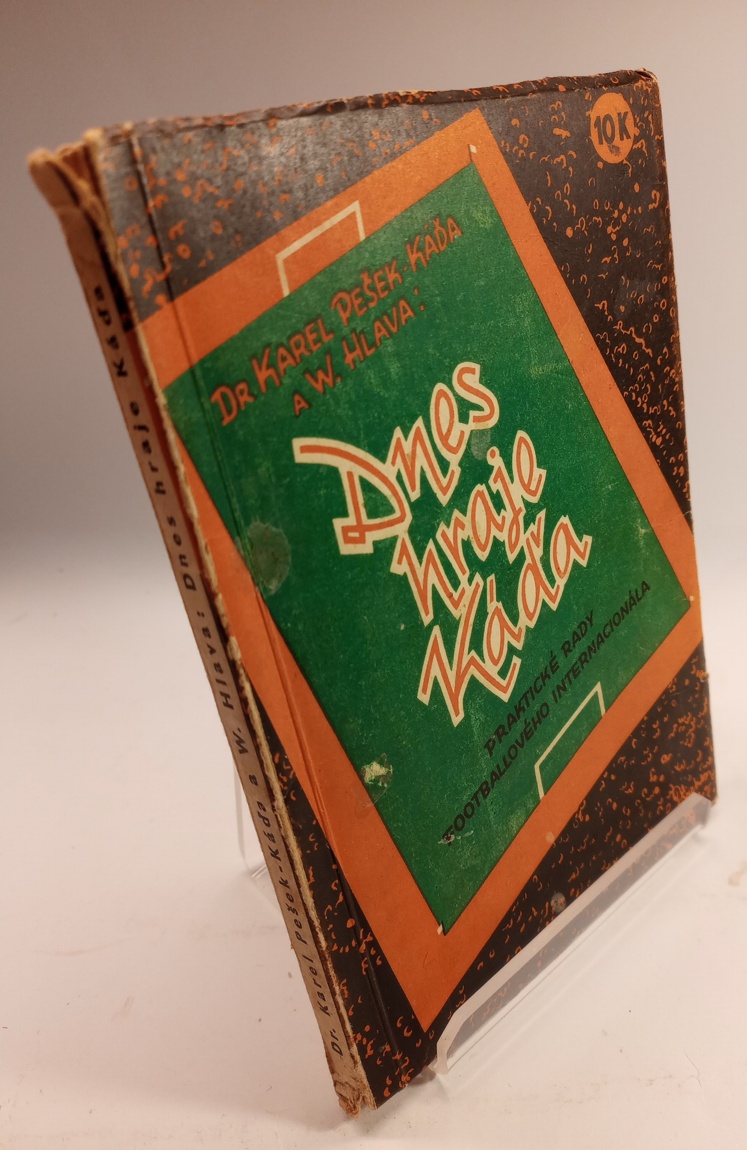 10K
DR KAREL PEŠEK-KÁĎA
A W. HLAVA:
Dnes
hraje
Káďa
PRAKTICKÉ RADY
FOOTBALLOVÉHO INTERNACIONÁLA
Dr. Karel Pešek-Káďa a W. Hlava: Dnes hraje Káďa